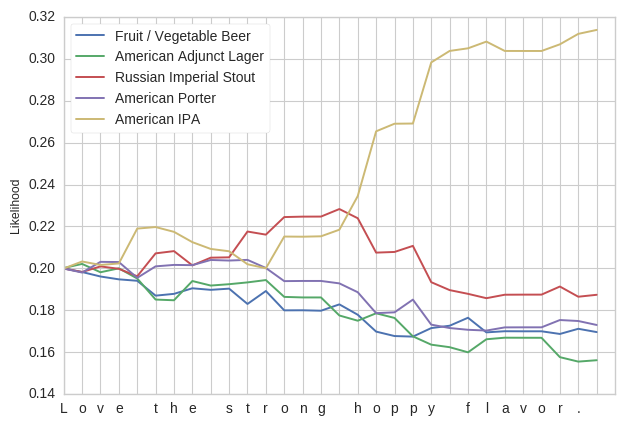 0.32
0.30
0.28
0.26
0.24
0.22
0.20
0.18
0.16
0.14
Likelihood
Fruit / Vegetable Beer
American Adjunct Lager
Russian Imperial Stout
American Porter
American IPA
Love the strong hoppy flavor.